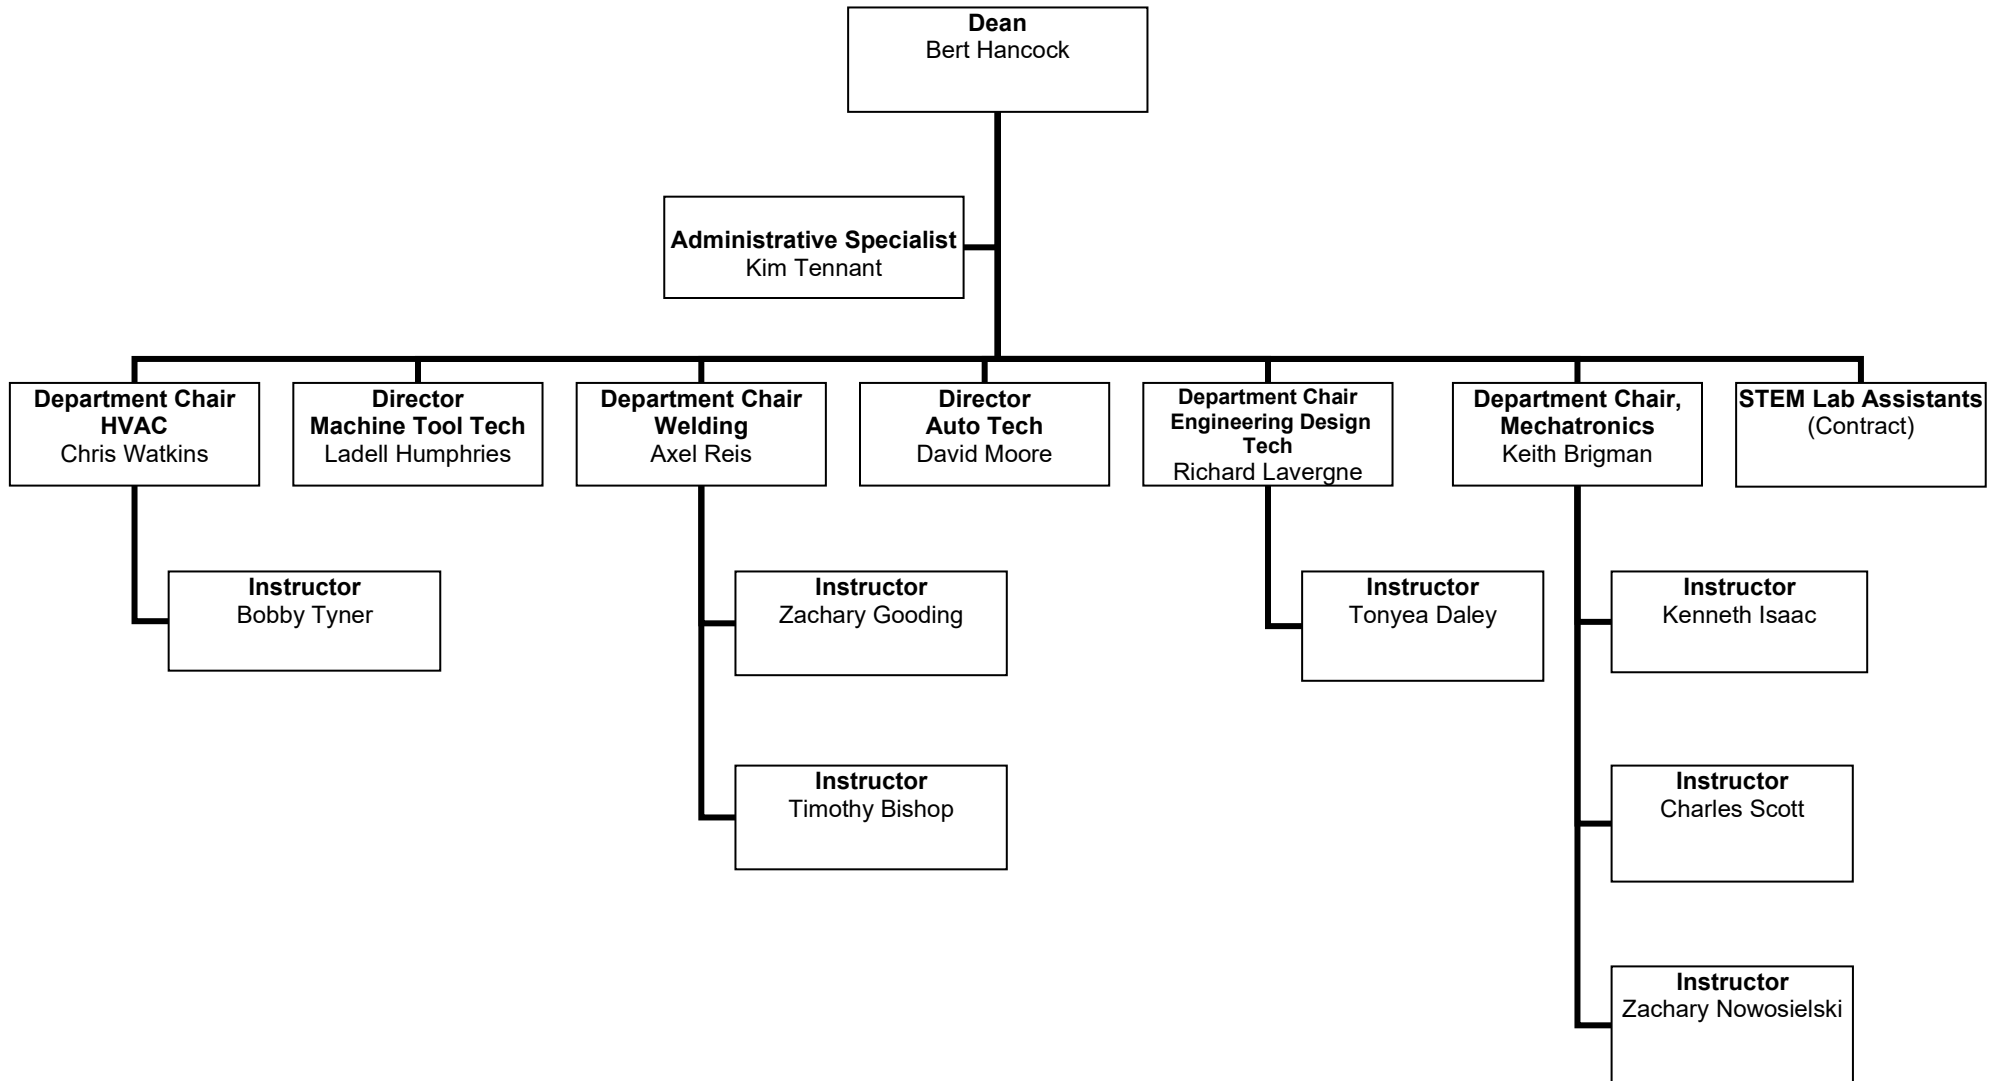 Dean
Bert Hancock
Administrative Specialist
Kim Tennant
Department Chair
HVAC
Chris Watkins
Director
Machine Tool Tech
Ladell Humphries
Department Chair
Welding
Axel Reis
Director
Auto Tech
David Moore
Department Chair
Engineering Design
Tech
Richard Lavergne
Department Chair,
Mechatronics
Keith Brigman
STEM Lab Assistants
(Contract)
Instructor
Bobby Tyner
Instructor
Zachary Gooding
Instructor
Tonyea Daley
Instructor
Kenneth Isaac
Instructor
Timothy Bishop
Instructor
Charles Scott
Instructor
Zachary Nowosielski